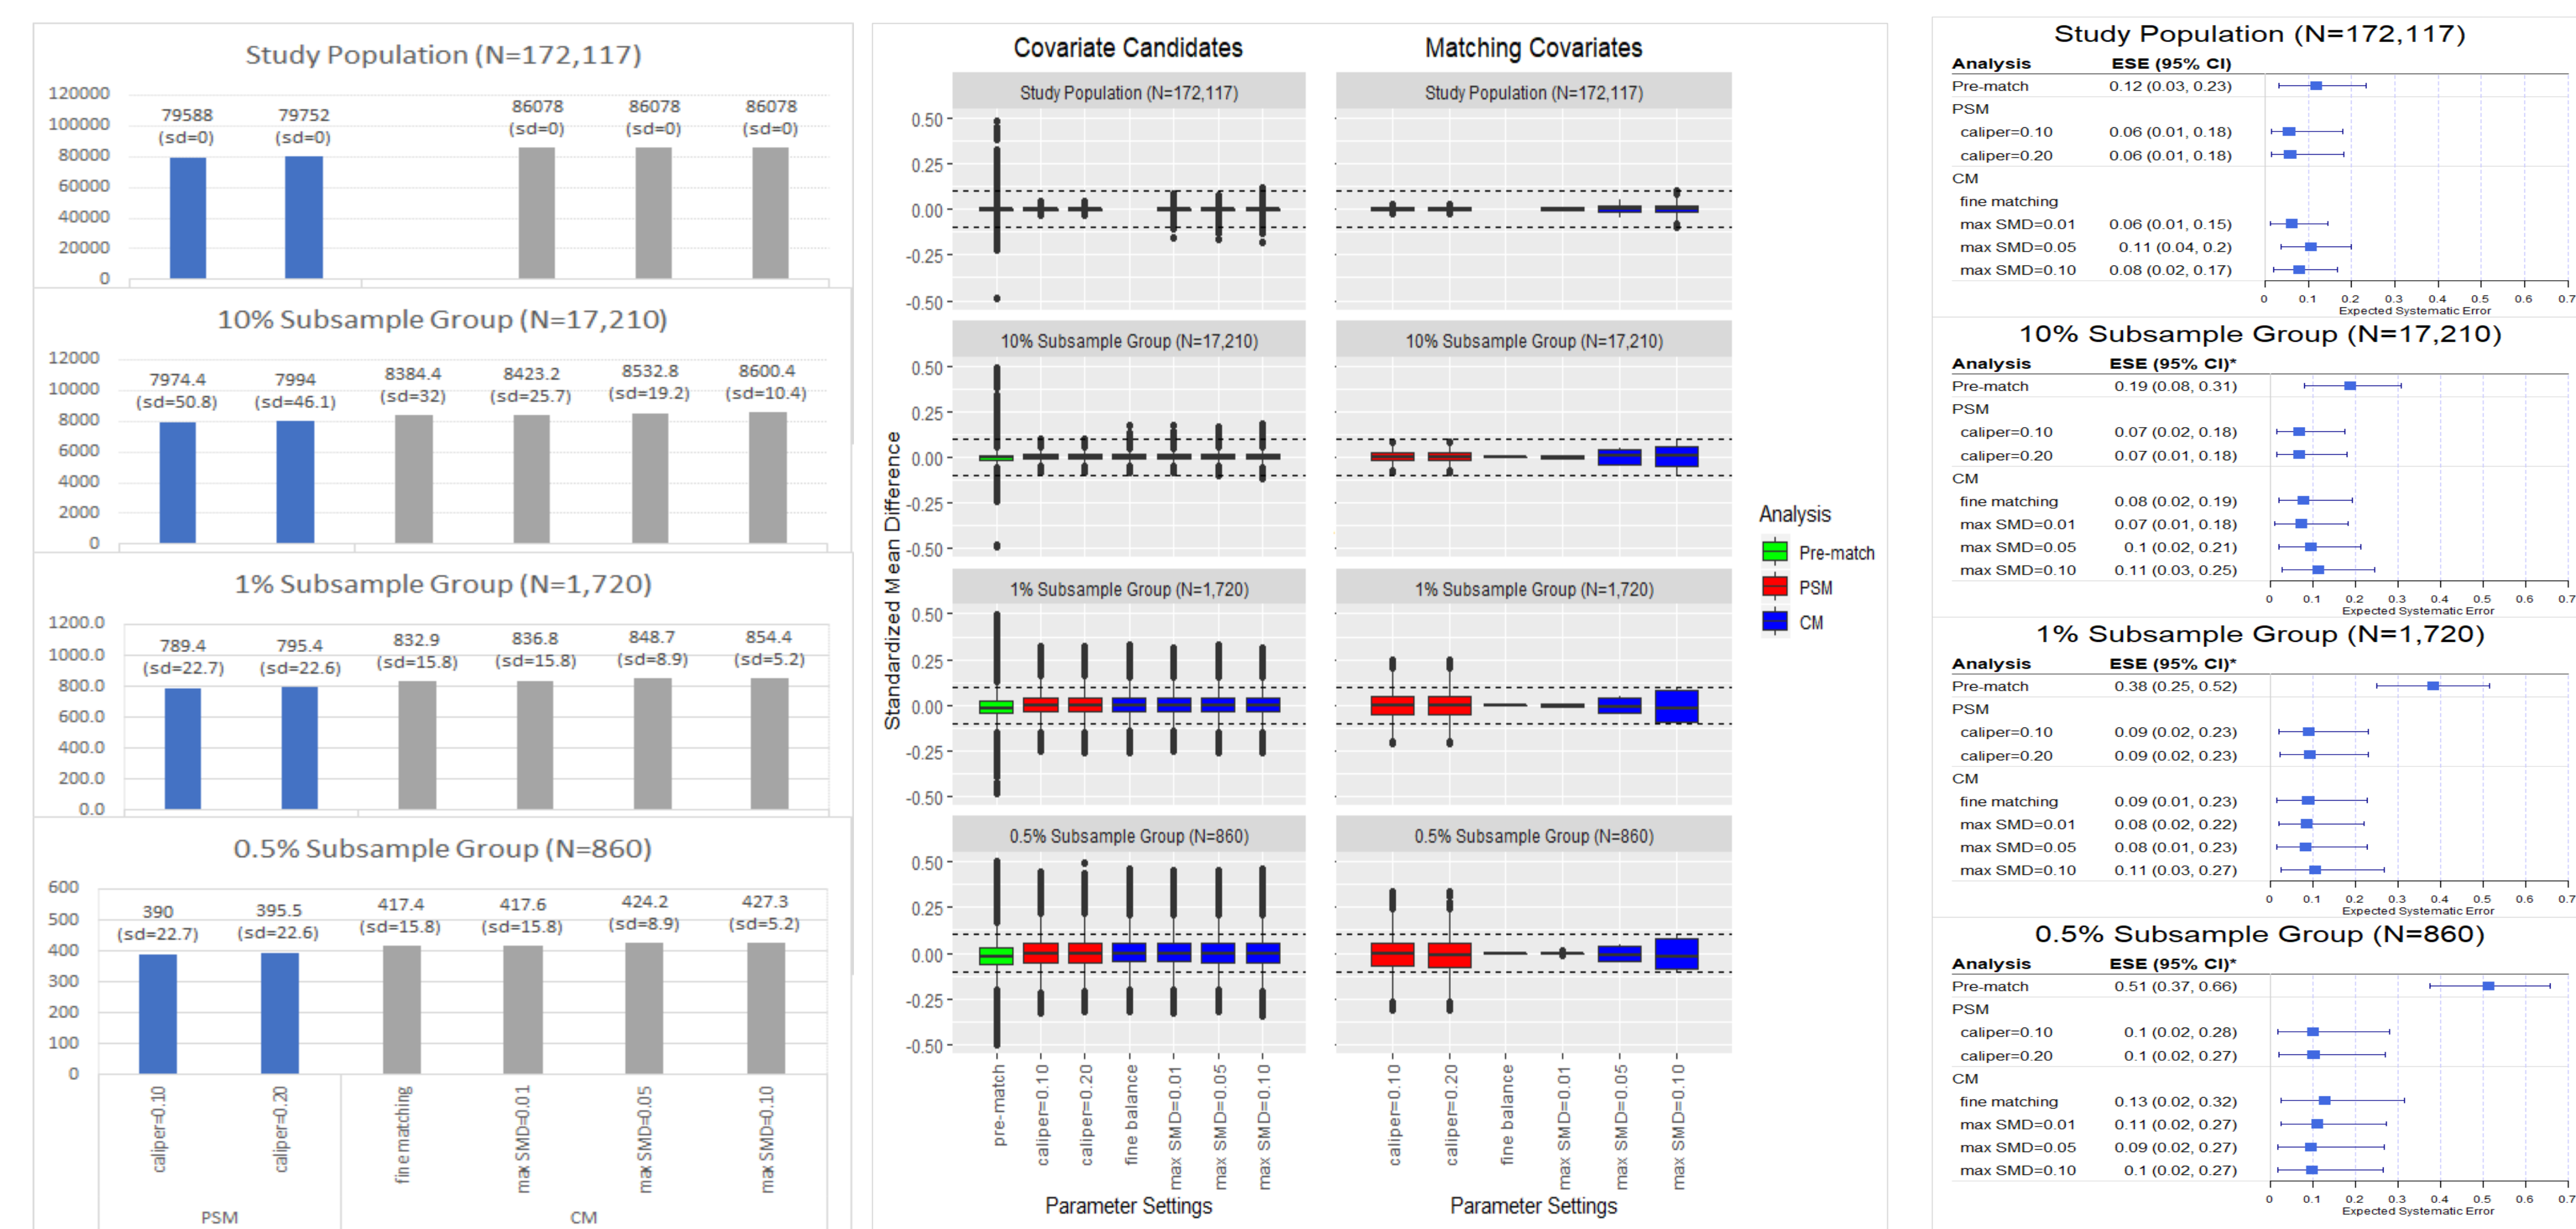 Study Population (N=172,117)
120000
100000
80000
60000
40000
20000
0
79588
(sd=0)
79752
(sd=0)
86078
(sd=0)
86078
(sd=0)
86078
(sd=0)
10% Subsample Group (N=17,210)
12000
10000
8000
6000
4000
2000
0
7974.4
(sd=50.8)
7994
(sd=46.1)
8384.4
(sd=32)
8423.2
(sd=25.7)
8532.8
(sd=19.2)
8600.4
(sd=10.4)
1% Subsample Group (N=1,720)
1200.0
1000.0
800.0
600.0
400.0
200.0
0.0
789.4
(sd=22.7)
795.4
(sd=22.6)
832.9
(sd=15.8)
836.8
(sd=15.8)
848.7
(sd=8.9)
854.4
(sd=5.2)
0.5% Subsample Group (N=860)
600
500
400
300
200
100
0
390
(sd=22.7)
395.5
(sd=22.6)
417.4
(sd=15.8)
417.6
(sd=15.8)
424.2
(sd=8.9)
427.3
(sd=5.2)
caliper=0.10
caliper=0.20
fine matching
max SMD=0.01
max SMD=0.05
max SMD=0.10
PSM
CM
Covariate Candidates
Matching Covariates
Standardized Mean Difference
Study Population (N=172,117)
Study Population (N=172,117)
0.50
0.25
0.00
-0.25
-0.50
10% Subsample Group (N=17,210)
10% Subsample Group (N=17,210)
0.50
0.25
0.00
-0.25
-0.50
1% Subsample Group (N=1,720)
1% Subsample Group (N=1,720)
0.50
0.25
0.00
-0.25
-0.50
0.5% Subsample Group (N=860)
0.5% Subsample Group (N=860)
0.50
0.25
0.00
-0.25
-0.50
pre-match
caliper=0.10
caliper=0.20
fine balance
max SMD=0.01
max SMD=0.05
max SMD=0.10
caliper=0.10
caliper=0.20
fine balance
max SMD=0.01
max SMD=0.05
max SMD=0.10
Parameter Settings
Parameter Settings
Analysis
Pre-match
PSM
CM
Study Population (N=172,117)
Analysis ESE (95% CI)
Pre-match 0.12 (0.03, 0.23)
PSM
caliper=0.10 0.06 (0.01, 0.18)
caliper=0.20 0.06 (0.01, 0.18)
CM
fine matching
max SMD=0.01 0.06 (0.01, 0.15)
max SMD=0.05 0.11 (0.04, 0.2)
max SMD=0.10 0.08 (0.02, 0.17)
0 0.1 0.2 0.3 0.4 0.5 0.6 0.7
Expected Systematic Error
10% Subsample Group (N=17,210)
Analysis ESE (95% CI)*
Pre-match 0.19 (0.08, 0.31)
PSM
caliper=0.10 0.07 (0.02, 0.18)
caliper=0.20 0.07 (0.01, 0.18)
CM
fine matching 0.08 (0.02, 0.19)
max SMD=0.01 0.07 (0.01, 0.18)
max SMD=0.05 0.1 (0.02, 0.21)
max SMD=0.10 0.11 (0.03, 0.25)
0 0.1 0.2 0.3 0.4 0.5 0.6 0.7
Expected Systematic Error
1% Subsample Group (N=1,720)
Analysis ESE (95% CI)*
Pre-match 0.38 (0.25, 0.52)
PSM
caliper=0.10 0.09 (0.02, 0.23)
caliper=0.20 0.09 (0.02, 0.23)
CM
fine matching 0.09 (0.01, 0.23)
max SMD=0.01 0.08 (0.02, 0.22)
max SMD=0.05 0.08 (0.01, 0.23)
max SMD=0.10 0.11 (0.03, 0.27)
0 0.1 0.2 0.3 0.4 0.5 0.6 0.7
Expected Systematic Error
0.5% Subsample Group (N=860)
Analysis ESE (95% CI)*
Pre-match 0.51 (0.37, 0.66)
PSM
caliper=0.10 0.1 (0.02, 0.28)
caliper=0.20 0.1 (0.02, 0.27)
CM
fine matching 0.13 (0.02, 0.32)
max SMD=0.01 0.11 (0.02, 0.27)
max SMD=0.05 0.09 (0.02, 0.27)
max SMD=0.10 0.1 (0.02, 0.27)
0 0.1 0.2 0.3 0.4 0.5 0.6 0.7
Expected Systematic Error